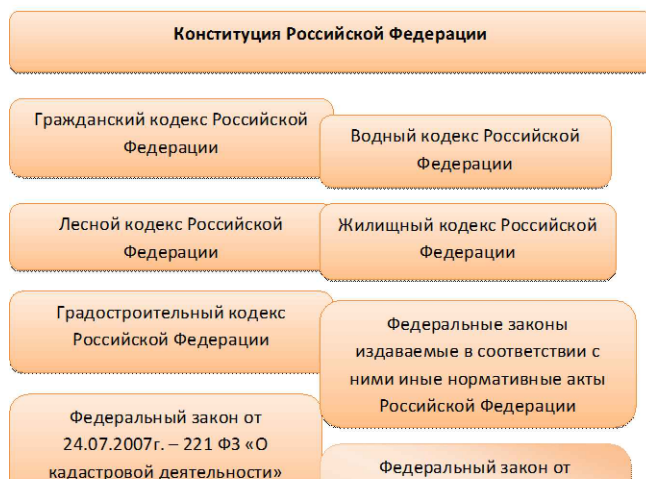 Конституция Российской Федерации
Гражданский кодекс Российской
Федерации
Водный кодекс Российской
Федерации
Лесной кодекс Российской
Федерации
Жилищный кодекс Российской
Федерации
Градостроительный кодекс
Российской Федерации
Федеральные законы
издаваемые в соответствии с
ними иные нормативные акты
Российской Федерации
Федеральный закон от
24.07.2007г. – 221 ФЗ «О
кадастровой деятельности»
Федеральный закон от